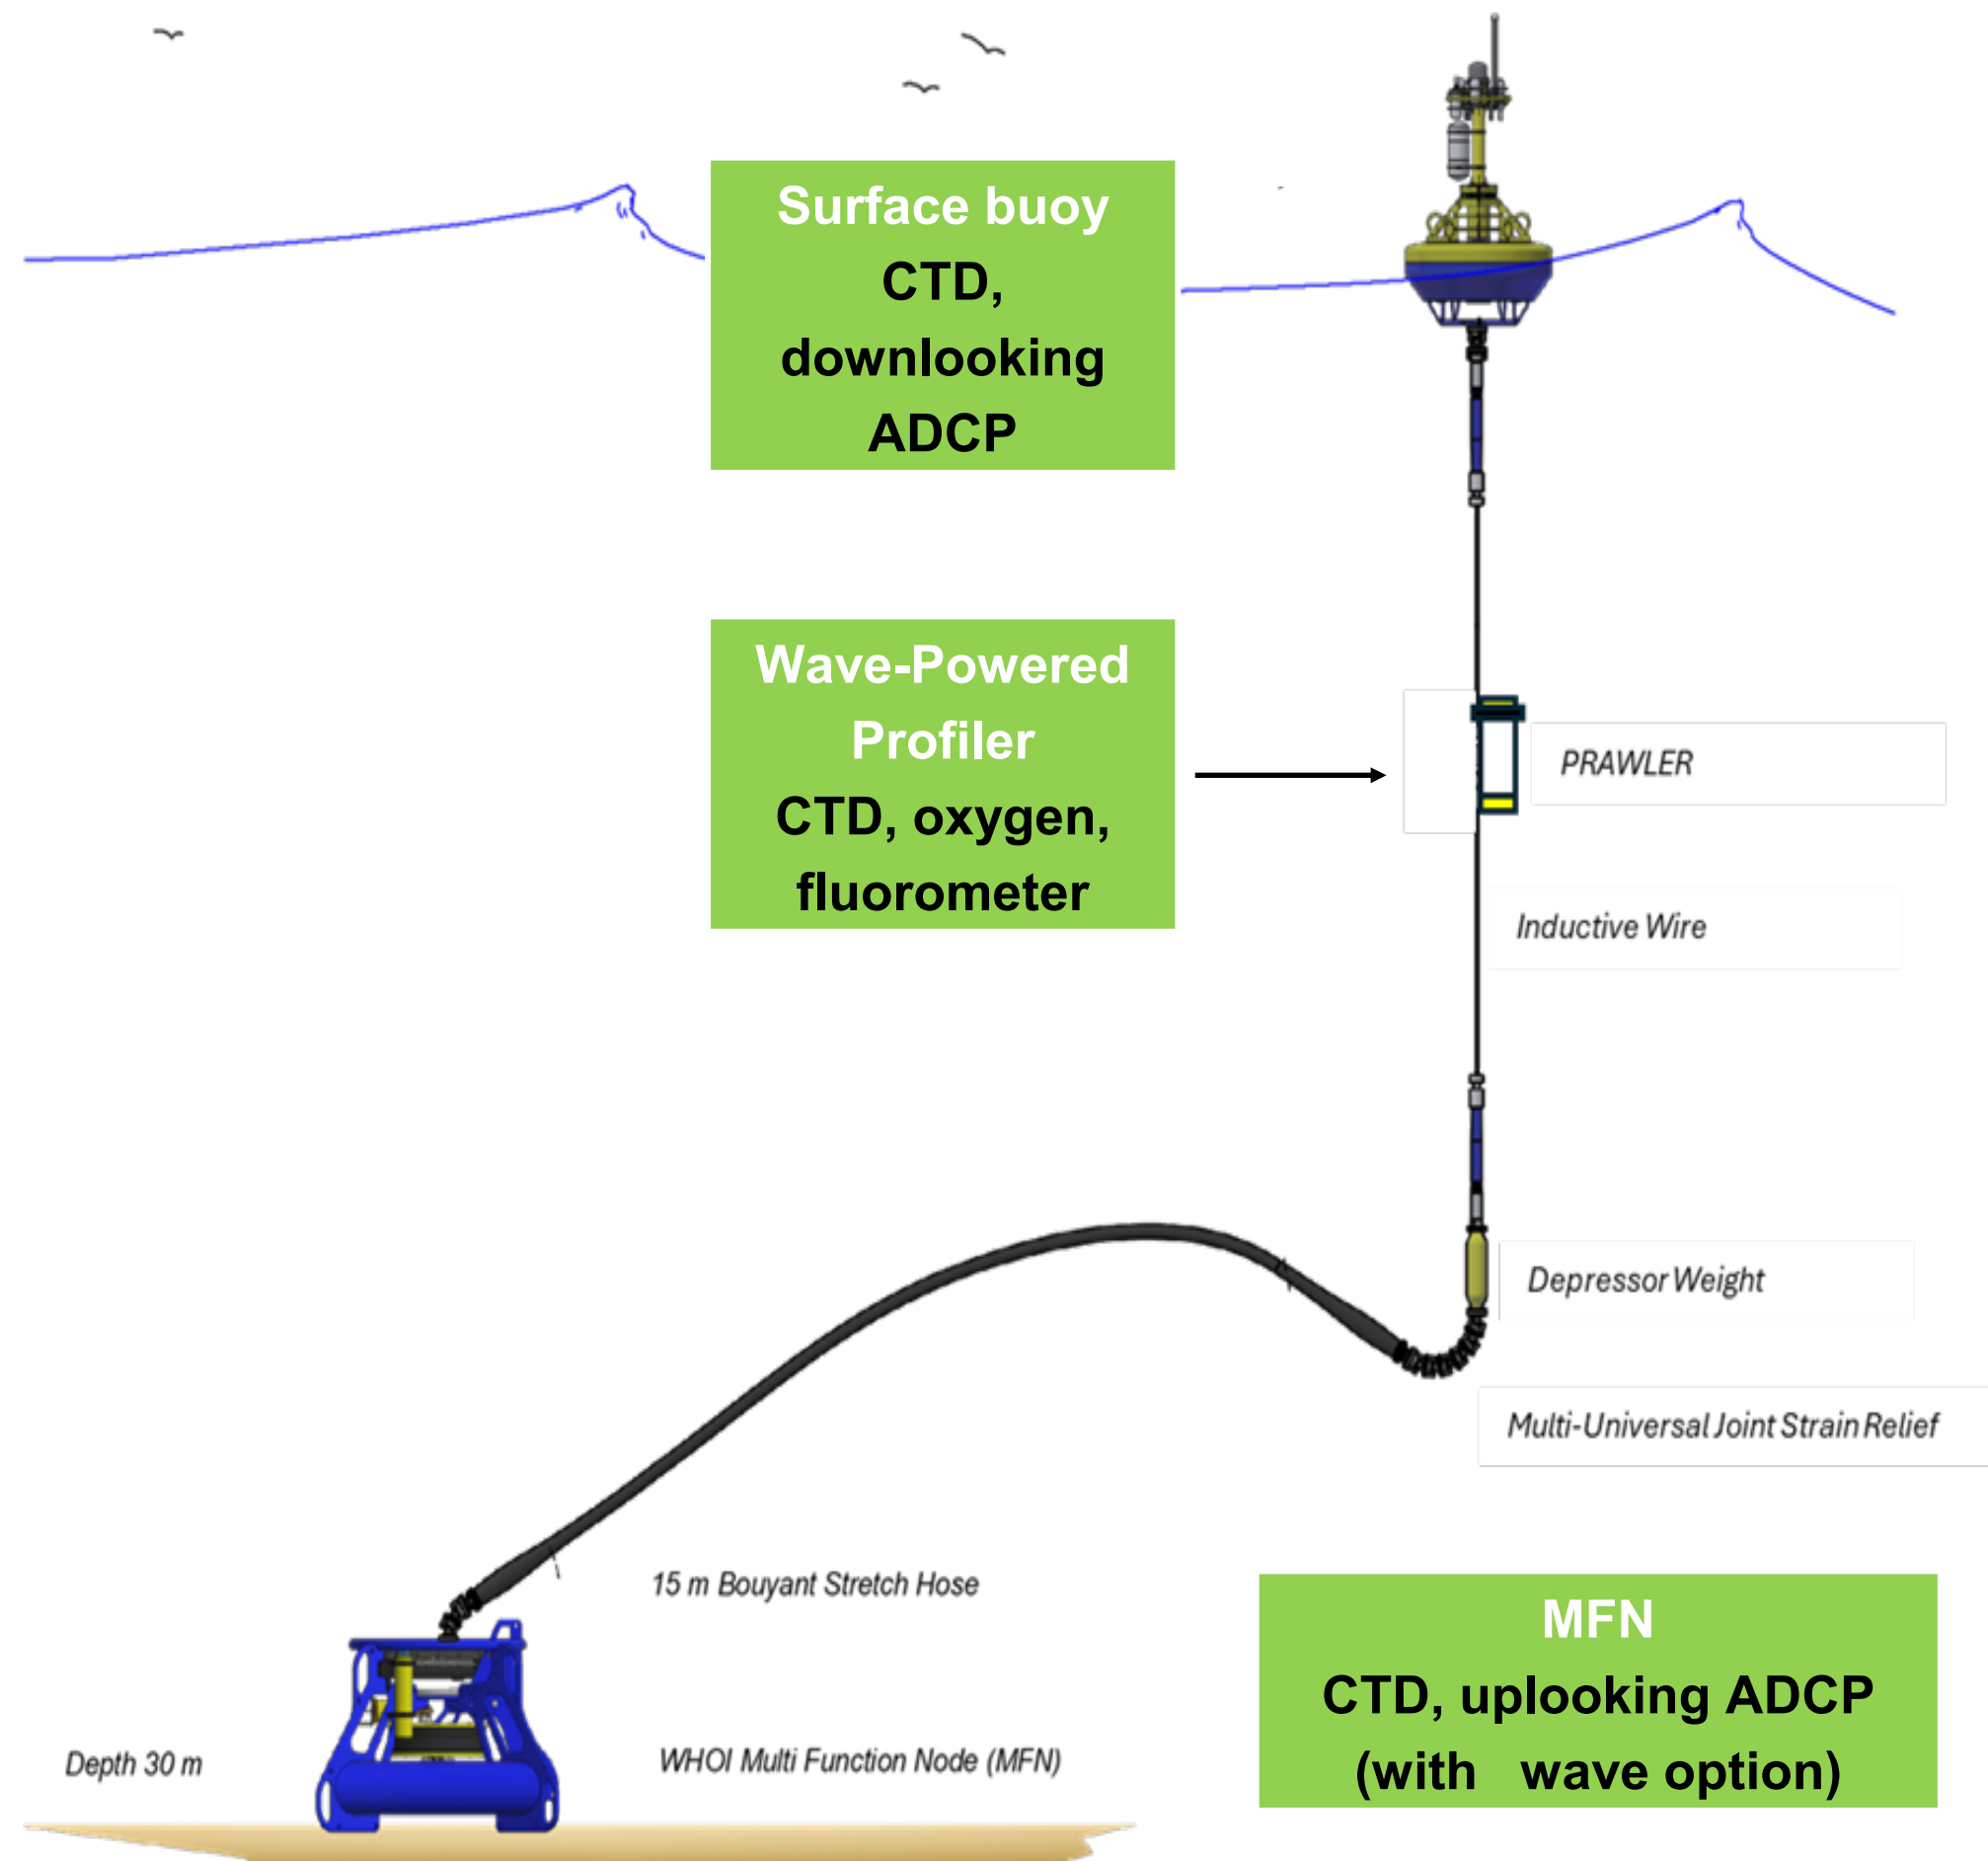 Surface buoy
CTD,
downlooking
ADCP
Wave-Powered
Profiler
CTD, oxygen,
fluorometer
PRAWLER
Inductive Wire
Depressor Weight
Multi-Universal Joint Strain Relief
15 m Bouyant Stretch Hose
MFN
CTD, uplooking ADCP
(with wave option)
Depth 30 m
WHOI Multi Function Node (MFN)